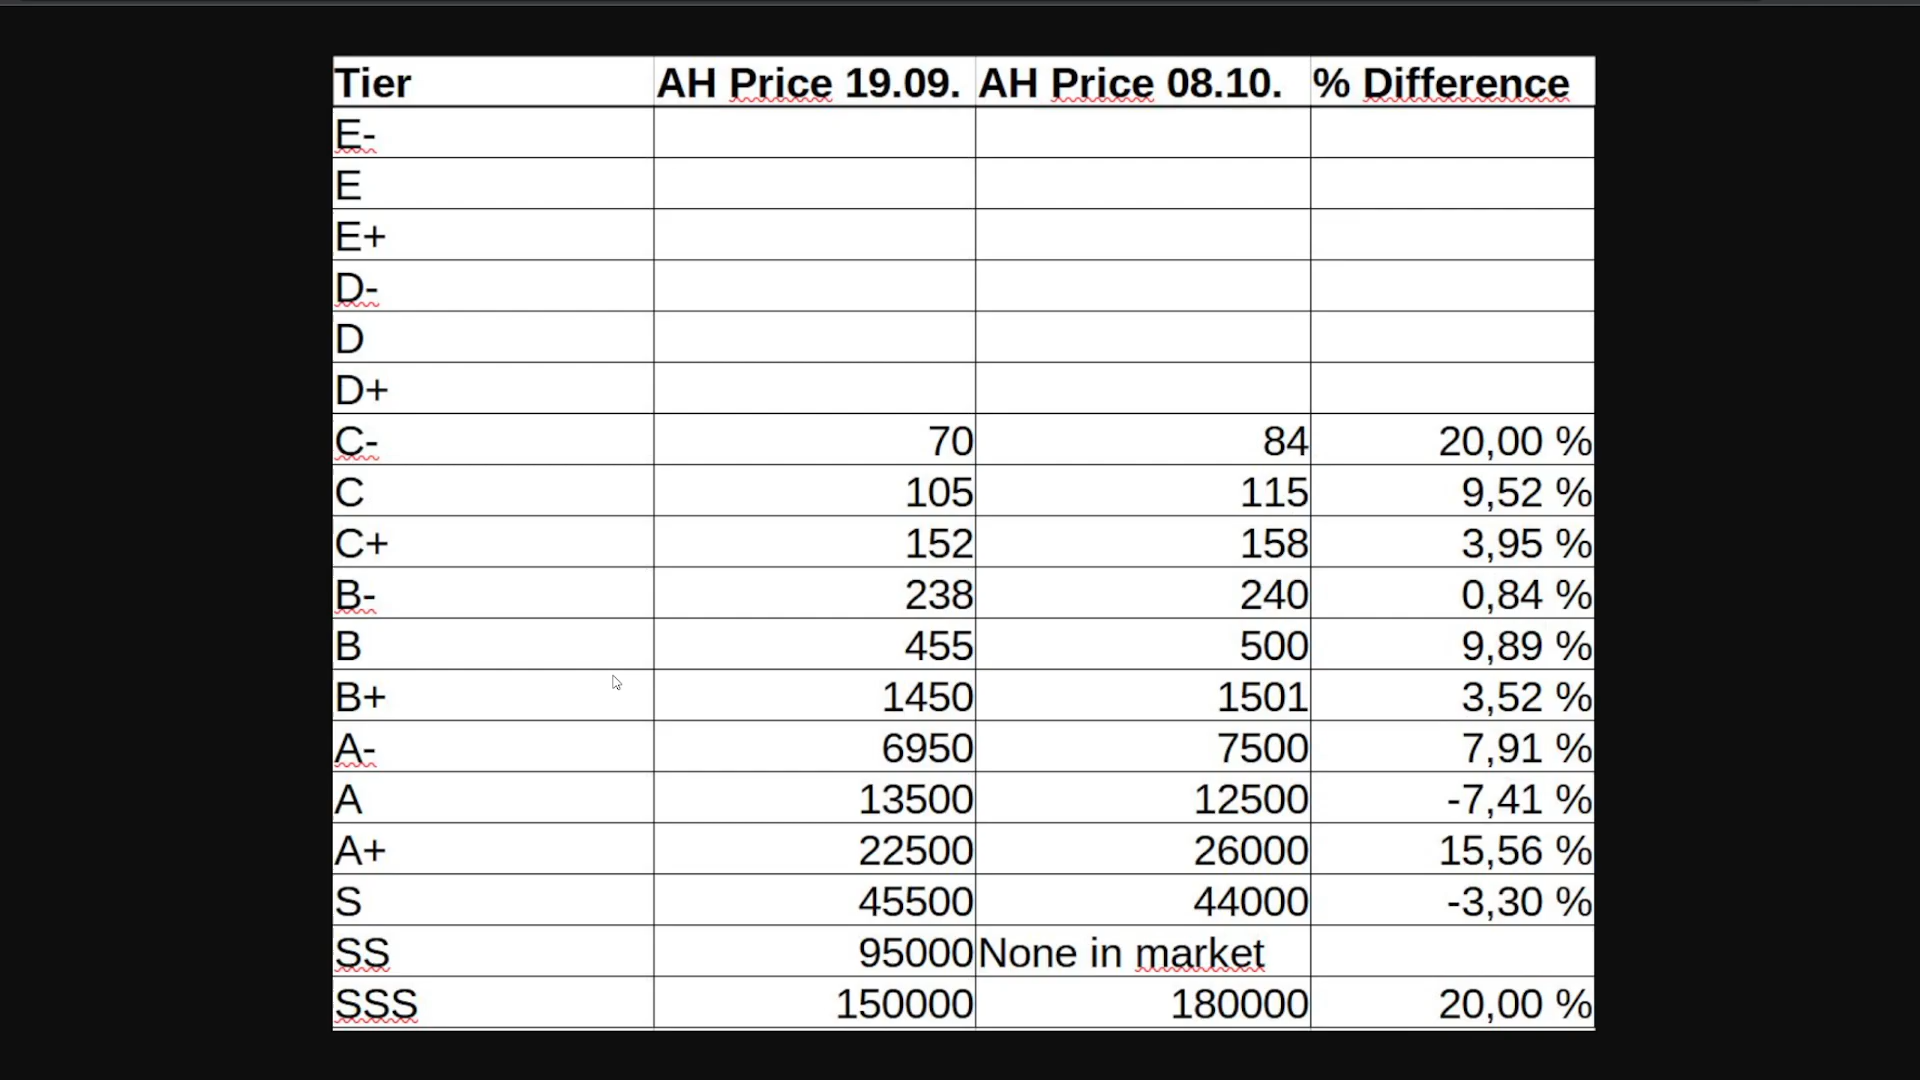 Tier AH Price 19.09. AH Price 08.10. % Difference
E-
E
E+
D-
D
D+
C- 70 84 20,00 %
C 105 115 9,52 %
C+ 152 158 3,95 %
B- 238 240 0,84 %
B 455 500 9,89 %
B+ 1450 1501 3,52 %
A- 6950 7500 7,91 %
A 13500 12500 -7,41 %
A+ 22500 26000 15,56 %
S 45500 44000 -3,30 %
SS 95000 None in market
SSS 150000 180000 20,00 %